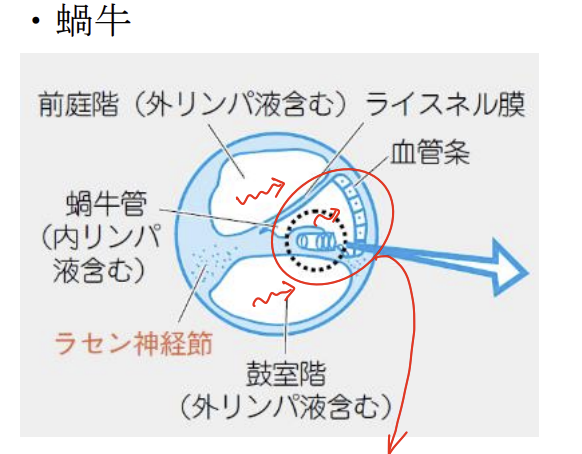 ・蝸牛
前庭階（外リンパ液含む）ライスネル膜
血管条
蝸牛管
（内リンパ
液含む）
ラセン神経節
鼓室階
（外リンパ液含む）